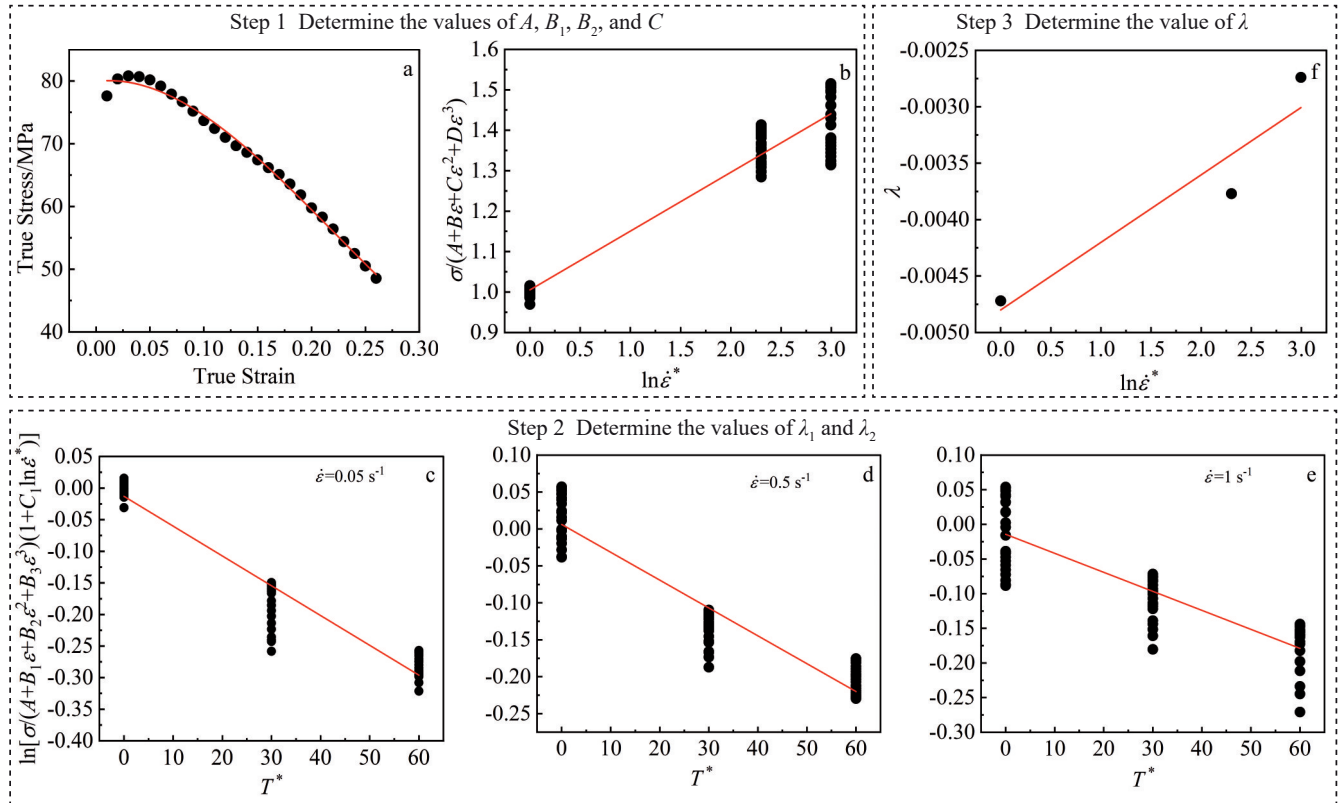 Step 1 Determine the values of A, B₁, B₂, and C
a
True Stress/MPa
80
70
60
50
40
0.00 0.05 0.10 0.15 0.20 0.25 0.30
True Strain
b
σ/(A+Bε+Cε²+Dε³)
1.6
1.5
1.4
1.3
1.2
1.1
1.0
0.9
0.0 0.5 1.0 1.5 2.0 2.5 3.0
lnε̇*
Step 3 Determine the value of λ
f
λ
-0.0025
-0.0030
-0.0035
-0.0040
-0.0045
-0.0050
0.0 0.5 1.0 1.5 2.0 2.5 3.0
lnε̇*
Step 2 Determine the values of λ₁ and λ₂
ln[σ/(A+B₁ε+B₂ε²+B₃ε³)(1+C₁lnε̇*)]
ε̇=0.05 s⁻¹
c
0.05
0.00
-0.05
-0.10
-0.15
-0.20
-0.25
-0.30
-0.35
-0.40
0 10 20 30 40 50 60
T*
ε̇=0.5 s⁻¹
d
0.10
0.05
0.00
-0.05
-0.10
-0.15
-0.20
-0.25
0 10 20 30 40 50 60
T*
ε̇=1 s⁻¹
e
0.10
0.05
0.00
-0.05
-0.10
-0.15
-0.20
-0.25
-0.30
0 10 20 30 40 50 60
T*